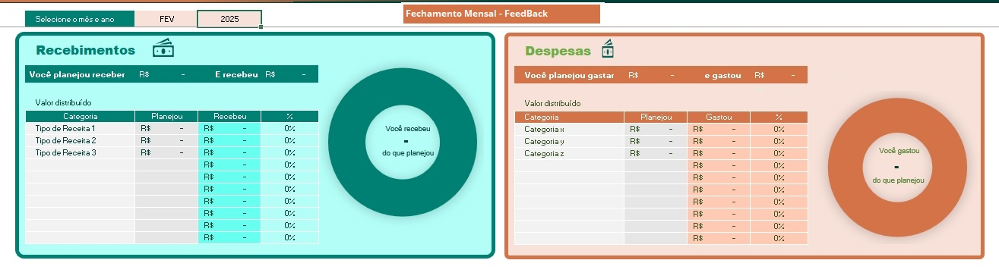 Fechamento Mensal - FeedBack
Selecione o mês e ano FEV 2025
Recebimentos
Você planejou receber R$ - E recebeu R$ -
Valor distribuído
Categoria Planejou Recebeu %
Tipo de Receita 1 R$ - R$ - 0%
Tipo de Receita 2 R$ - R$ - 0%
Tipo de Receita 3 R$ - R$ - 0%
R$ - 0%
R$ - 0%
R$ - 0%
R$ - 0%
R$ - 0%
R$ - 0%
R$ - 0%
Você recebeu
-
do que planejou
Despesas
Você planejou gastar R$ - e gastou R$ -
Valor distribuído
Categoria Planejou Gastou %
Categoria x R$ - R$ - 0%
Categoria y R$ - R$ - 0%
Categoria z R$ - R$ - 0%
R$ - 0%
R$ - 0%
R$ - 0%
R$ - 0%
R$ - 0%
R$ - 0%
R$ - 0%
Você gastou
-
do que planejou